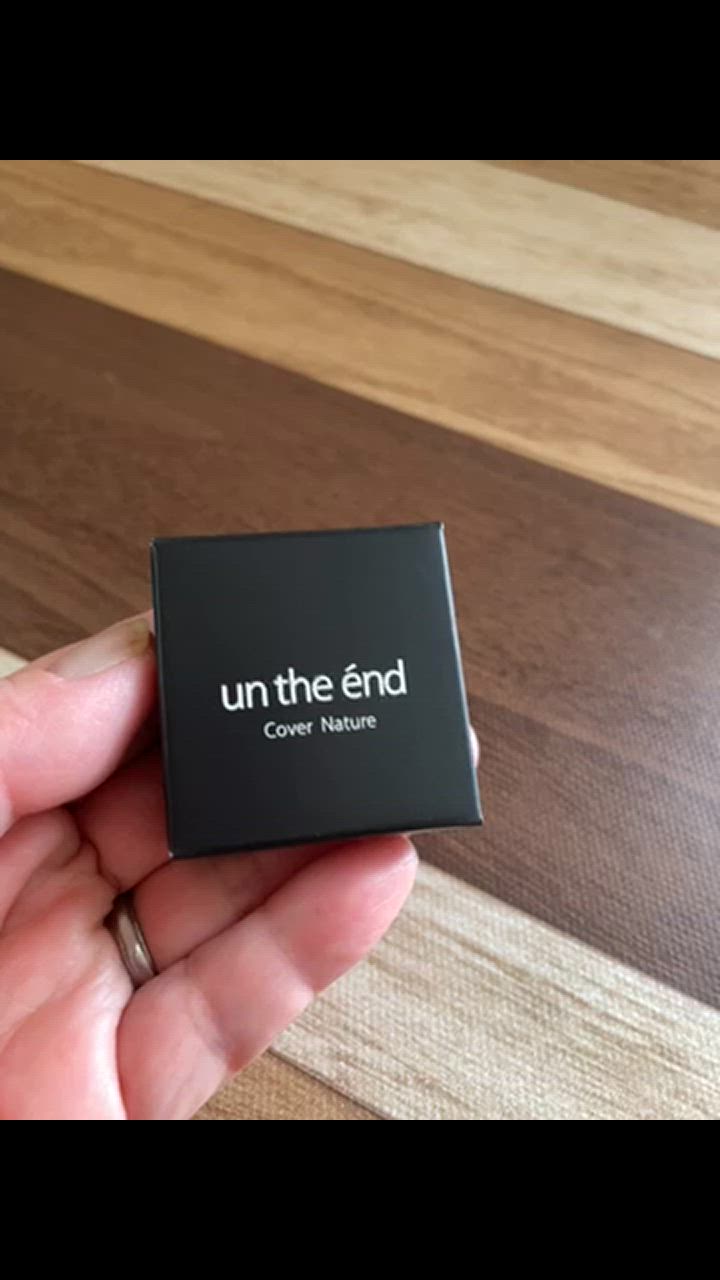 un the énd
Cover Nature